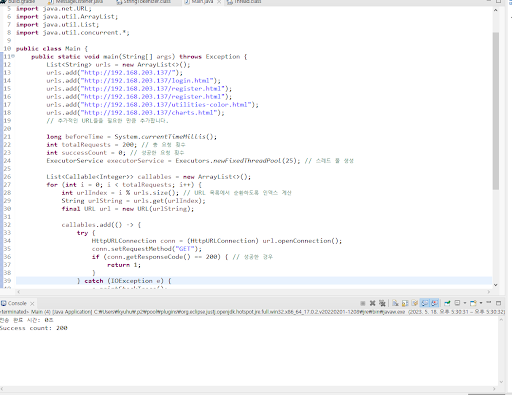 build.gradle MessageListener.java StringTokenizer.class Main.java Thread.class
5 import java.net.URL;
6 import java.util.ArrayList;
7 import java.util.List;
8 import java.util.concurrent.*;
9
10 public class Main {
11 public static void main(String[] args) throws Exception {
12 List<String> urls = new ArrayList<>();
13 urls.add("http://192.168.203.137/");
14 urls.add("http://192.168.203.137/login.html");
15 urls.add("http://192.168.203.137/register.html");
16 urls.add("http://192.168.203.137/register.html");
17 urls.add("http://192.168.203.137/utilities-color.html");
18 urls.add("http://192.168.203.137/charts.html");
19 // 추가적인 URL들을 필요한 만큼 추가합니다.
20
21 long beforeTime = System.currentTimeMillis();
22 int totalRequests = 200; // 총 요청 횟수
23 int successCount = 0; // 성공한 요청 횟수
24 ExecutorService executorService = Executors.newFixedThreadPool(25); // 스레드 풀 생성
25
26 List<Callable<Integer>> callables = new ArrayList<>();
27 for (int i = 0; i < totalRequests; i++) {
28 int urlIndex = i % urls.size(); // URL 목록에서 순환하도록 인덱스 계산
29 String urlString = urls.get(urlIndex);
30 final URL url = new URL(urlString);
31
32 callables.add(() -> {
33 try {
34 HttpURLConnection conn = (HttpURLConnection) url.openConnection();
35 conn.setRequestMethod("GET");
36 if (conn.getResponseCode() == 200) { // 성공한 경우
37 return 1;
38 }
39 } catch (IOException e) {
Console
<terminated> Main (4) [Java Application] C:\Users\kyuhu\.p2\pool\plugins\org.eclipse.justj.openjdk.hotspot.jre.full.win32.x86_64_17.0.2.v20220201-1208\jre\bin\javaw.exe (2023. 5. 18. 오후 5:30:31 – 오후 5:30:32)
전송 완료 시간: 0초
Success count: 200